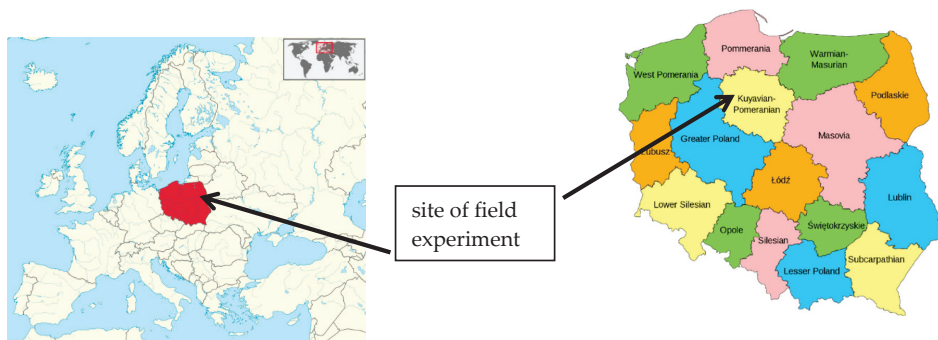 Pommerania
Warmian-
Masurian
West Pomerania
Podlaskie
Kuyavian-
Pomeranian
Greater Poland
Masovia
Lubusz
Łódź
Lublin
site of field
experiment
Lower Silesian
Opole
Świętokrzyskie
Silesian
Subcarpathian
Lesser Poland